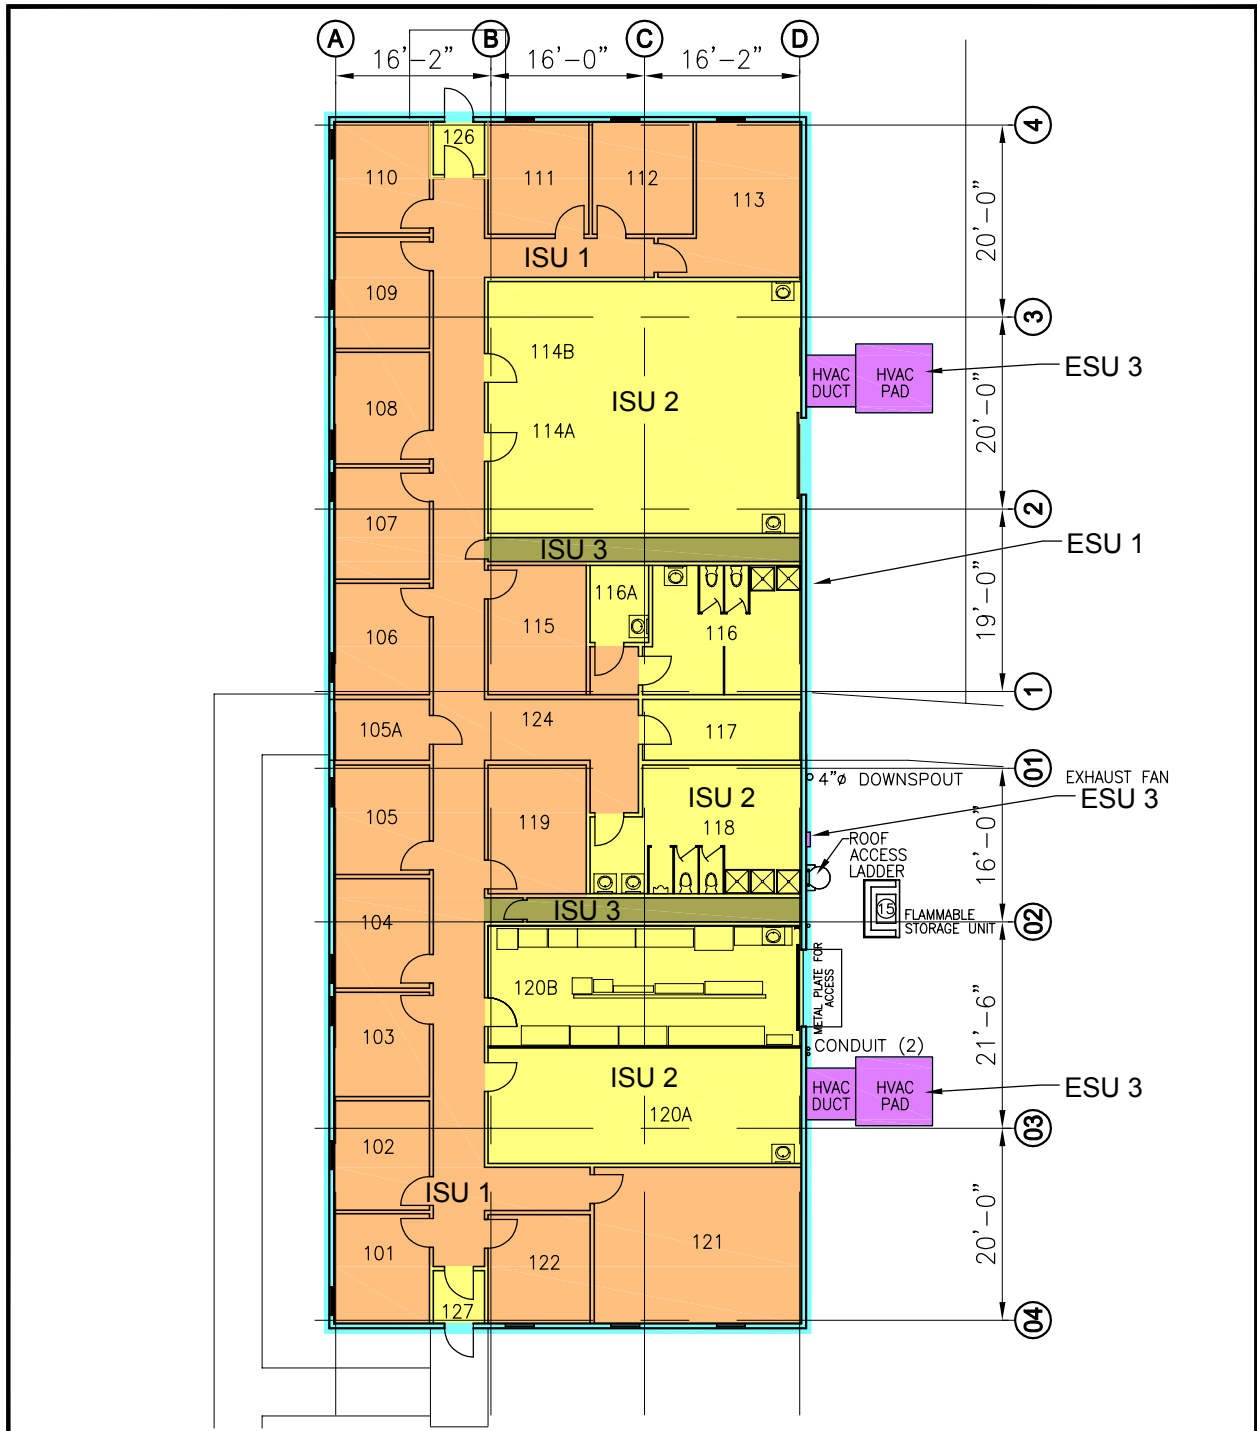 A
B
C
D
16'-2"
16'-0"
16'-2"
4
126
110
111
112
113
20'-0"
ISU 1
109
3
114B
HVAC DUCT
HVAC PAD
ESU 3
108
ISU 2
114A
20'-0"
2
107
ISU 3
ESU 1
116A
115
116
106
19'-0"
1
105A
124
117
01
4"ø DOWNSPOUT
EXHAUST FAN
ESU 3
ISU 2
105
119
118
ROOF
ACCESS
LADDER
16'-0"
ISU 3
15
FLAMMABLE
STORAGE UNIT
104
02
120B
METAL PLATE FOR
ACCESS
21'-6"
103
CONDUIT (2)
ISU 2
HVAC DUCT
HVAC PAD
ESU 3
120A
03
102
ISU 1
20'-0"
101
122
121
127
04